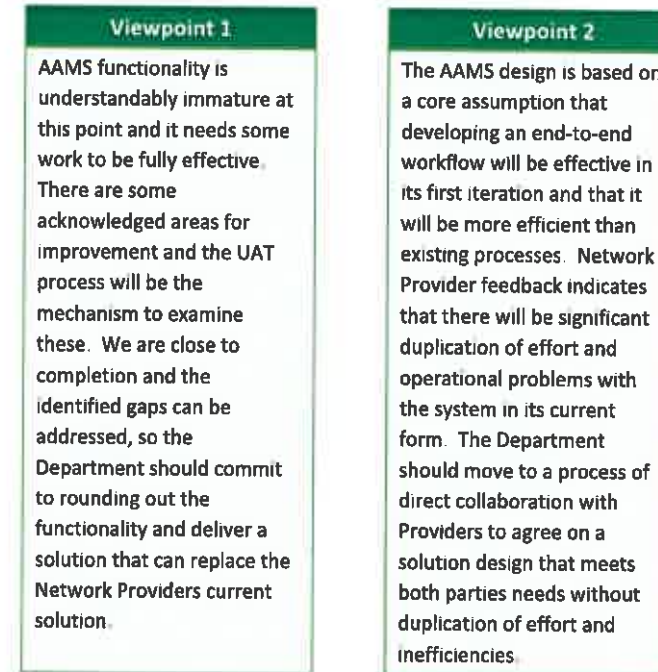 Viewpoint 1
AAMS functionality is
understandably immature at
this point and it needs some
work to be fully effective.
There are some
acknowledged areas for
improvement and the UAT
process will be the
mechanism to examine
these. We are close to
completion and the
identified gaps can be
addressed, so the
Department should commit
to rounding out the
functionality and deliver a
solution that can replace the
Network Providers current
solution.
Viewpoint 2
The AAMS design is based on
a core assumption that
developing an end-to-end
workflow will be effective in
its first iteration and that it
will be more efficient than
existing processes. Network
Provider feedback indicates
that there will be significant
duplication of effort and
operational problems with
the system in its current
form. The Department
should move to a process of
direct collaboration with
Providers to agree on a
solution design that meets
both parties needs without
duplication of effort and
inefficiencies.